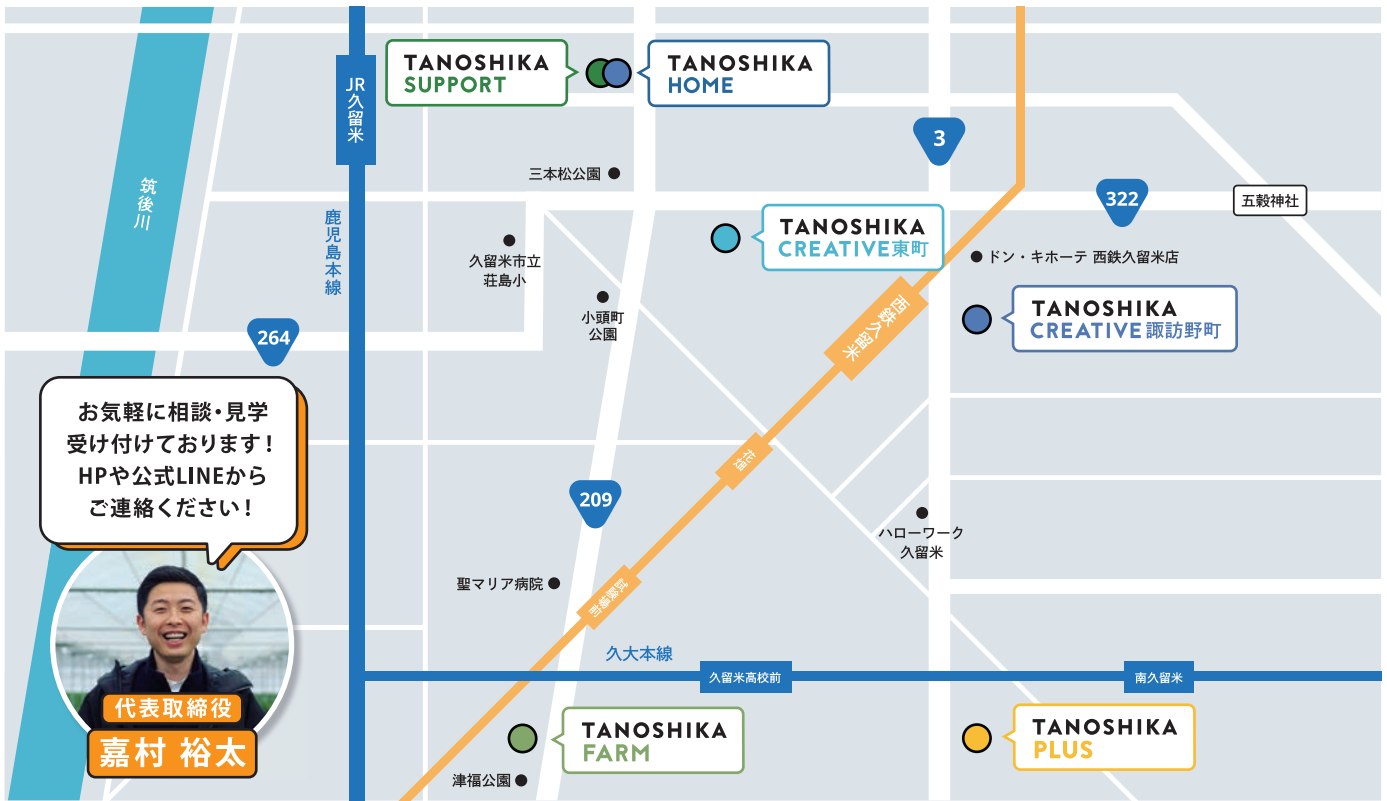 TANOSHIKA
SUPPORT
TANOSHIKA
HOME
JR久留米
3
三本松公園
筑後川
322
五穀神社
鹿児島本線
TANOSHIKA
CREATIVE東町
久留米市立
荘島小
ドン・キホーテ 西鉄久留米店
小頭町
公園
西鉄久留米
TANOSHIKA
CREATIVE諏訪野町
264
お気軽に相談・見学
受け付けております！
HPや公式LINEから
ご連絡ください！
花畑
209
ハローワーク
久留米
聖マリア病院
試験場前
久大本線
久留米高校前
南久留米
代表取締役
嘉村 裕太
TANOSHIKA
FARM
TANOSHIKA
PLUS
津福公園